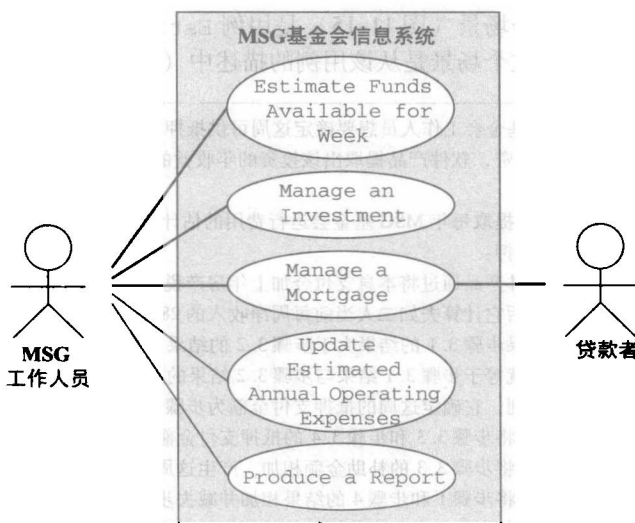 MSG基金会信息系统
Estimate Funds
Available for
Week
Manage an
Investment
Manage a
Mortgage
Update
Estimated
Annual Operating
Expenses
Produce a Report
MSG
工作人员
贷款者